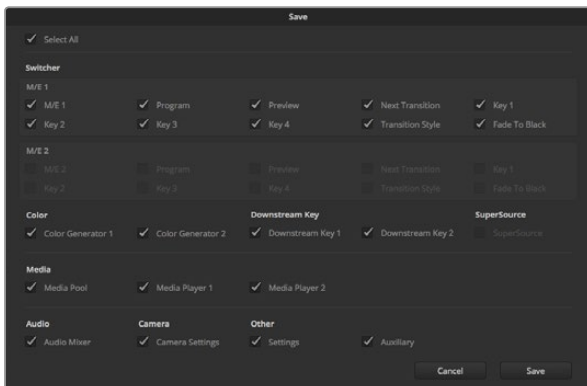 Save
Select All
Switcher
M/E 1
M/E 1 Program Preview Next Transition Key 1
Key 2 Key 3 Key 4 Transition Style Fade To Black
M/E 2
M/E 2 Program Preview Next Transition Key 1
Key 2 Key 3 Key 4 Transition Style Fade To Black
Color Downstream Key SuperSource
Color Generator 1 Color Generator 2 Downstream Key 1 Downstream Key 2 SuperSource
Media
Media Pool Media Player 1 Media Player 2
Audio Camera Other
Audio Mixer Camera Settings Settings Auxiliary
Cancel Save